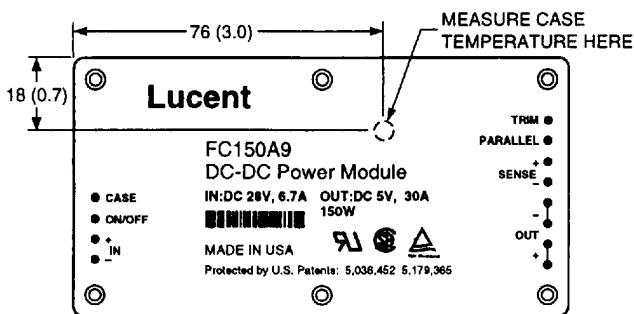 76 (3.0)
MEASURE CASE
TEMPERATURE HERE
18 (0.7)
Lucent
TRIM
PARALLEL
+
SENSE
–
FC150A9
DC-DC Power Module
IN:DC 28V, 6.7A OUT:DC 5V, 30A
150W
CASE
ON/OFF
+
IN
–
–
OUT
+
MADE IN USA
Protected by U.S. Patents: 5,036,452 5,179,365